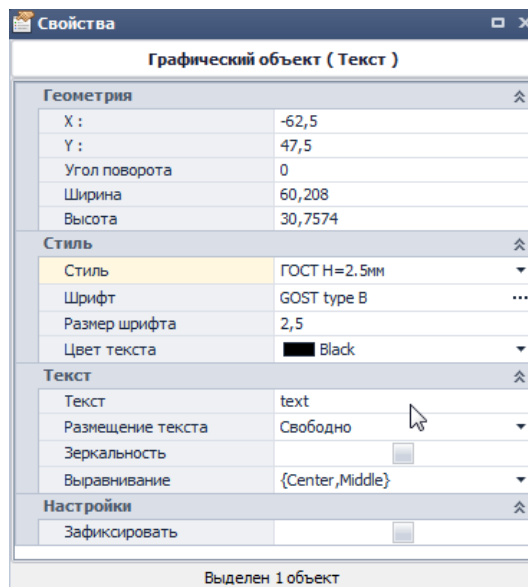 Свойства
Графический объект ( Текст )
Геометрия
X : -62,5
Y : 47,5
Угол поворота 0
Ширина 60,208
Высота 30,7574
Стиль
Стиль ГОСТ Н=2.5мм
Шрифт GOST type B ...
Размер шрифта 2,5
Цвет текста Black
Текст
Текст text
Размещение текста Свободно
Зеркальность
Выравнивание {Center,Middle}
Настройки
Зафиксировать
Выделен 1 объект